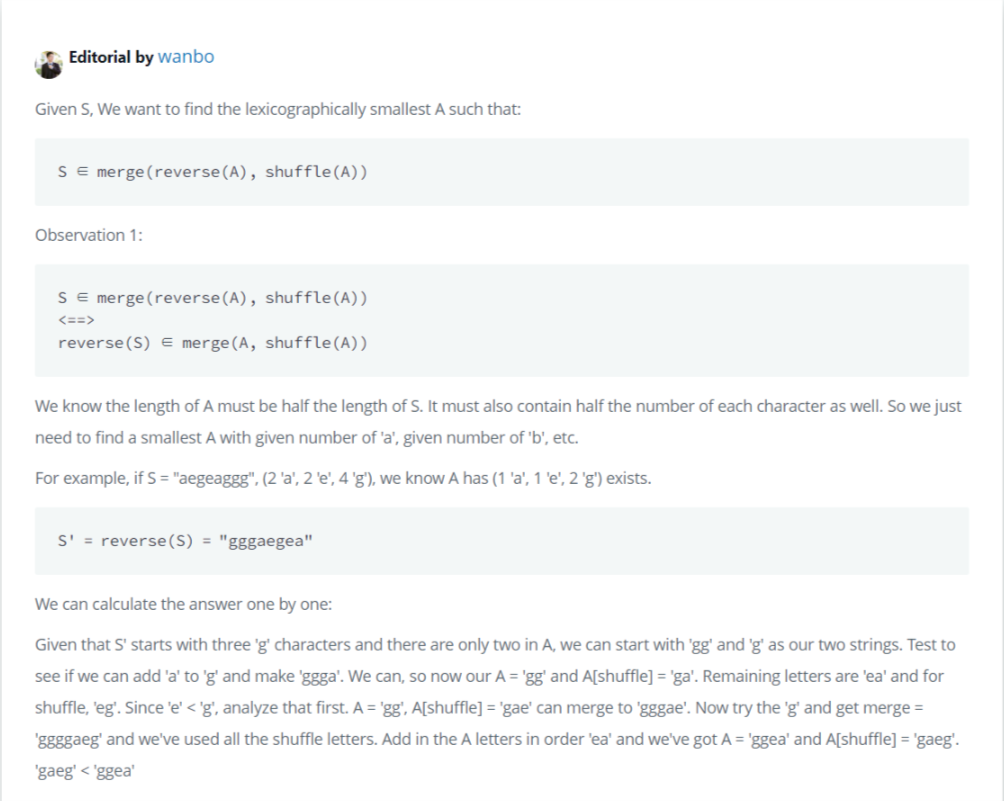 Editorial by wanbo
Given S, We want to find the lexicographically smallest A such that:
S ∈ merge(reverse(A), shuffle(A))
Observation 1:
S ∈ merge(reverse(A), shuffle(A))
<==>
reverse(S) ∈ merge(A, shuffle(A))
We know the length of A must be half the length of S. It must also contain half the number of each character as well. So we just
need to find a smallest A with given number of 'a', given number of 'b', etc.
For example, if S = "aegeaggg", (2 'a', 2 'e', 4 'g'), we know A has (1 'a', 1 'e', 2 'g') exists.
S' = reverse(S) = "gggaegea"
We can calculate the answer one by one:
Given that S' starts with three 'g' characters and there are only two in A, we can start with 'gg' and 'g' as our two strings. Test to
see if we can add 'a' to 'g' and make 'ggga'. We can, so now our A = 'gg' and A[shuffle] = 'ga'. Remaining letters are 'ea' and for
shuffle, 'eg'. Since 'e' < 'g', analyze that first. A = 'gg', A[shuffle] = 'gae' can merge to 'gggae'. Now try the 'g' and get merge =
'ggggaeg' and we've used all the shuffle letters. Add in the A letters in order 'ea' and we've got A = 'ggea' and A[shuffle] = 'gaeg'.
'gaeg' < 'ggea'